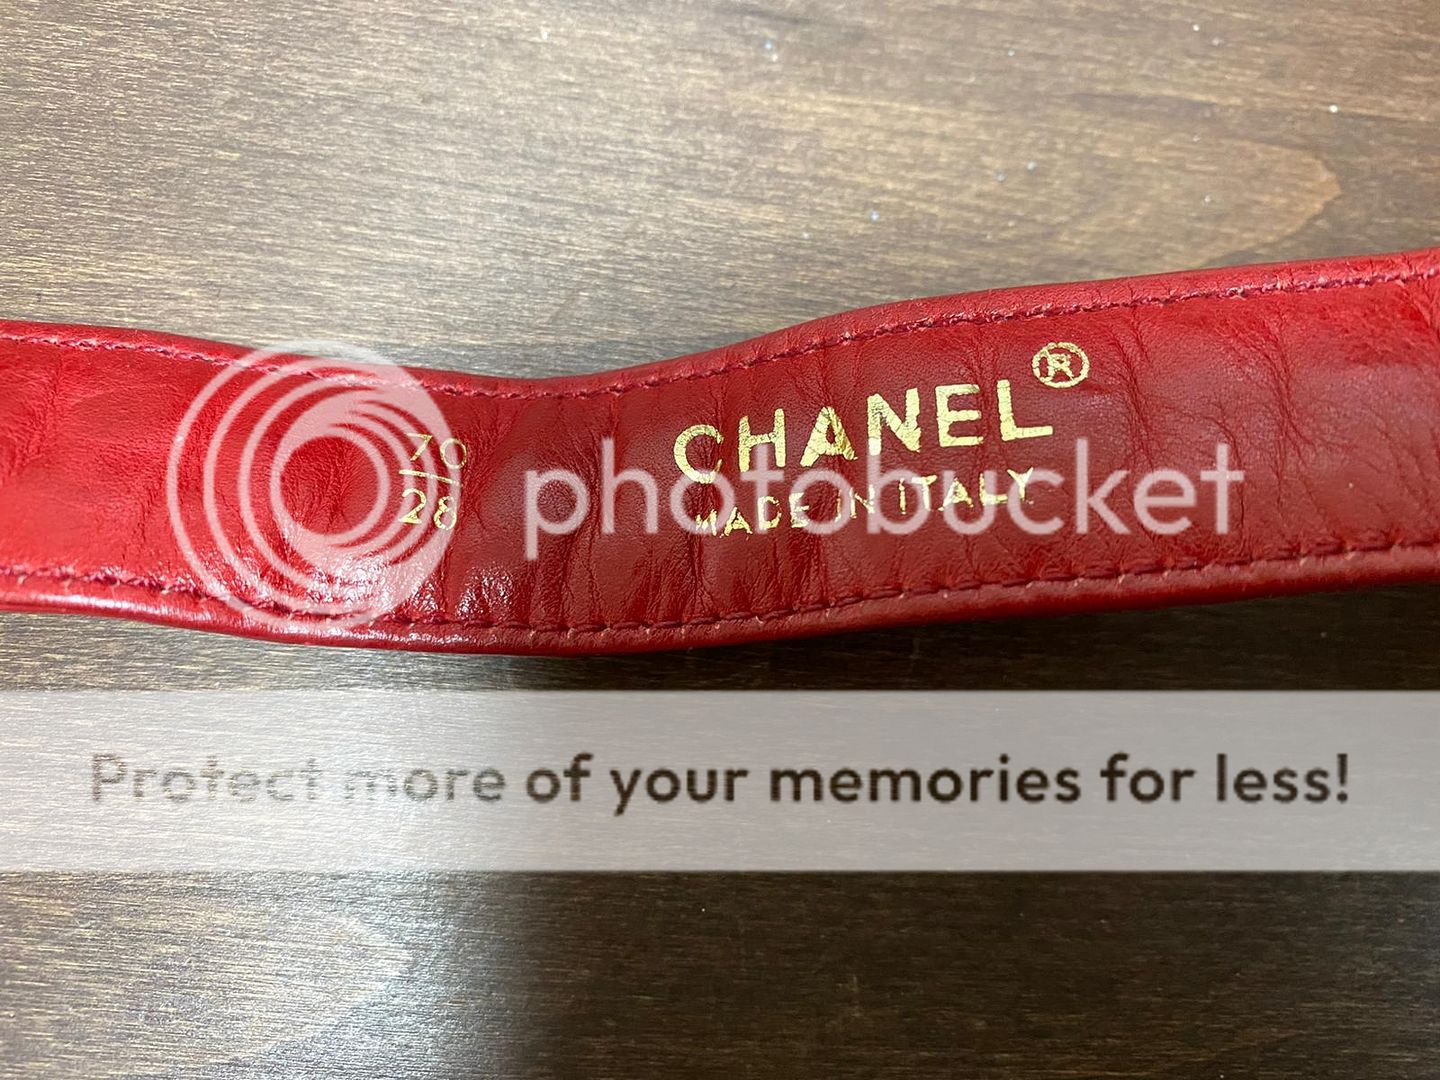 CHANEL®
MADE IN ITALY
70
28
photobucket
Protect more of your memories for less!